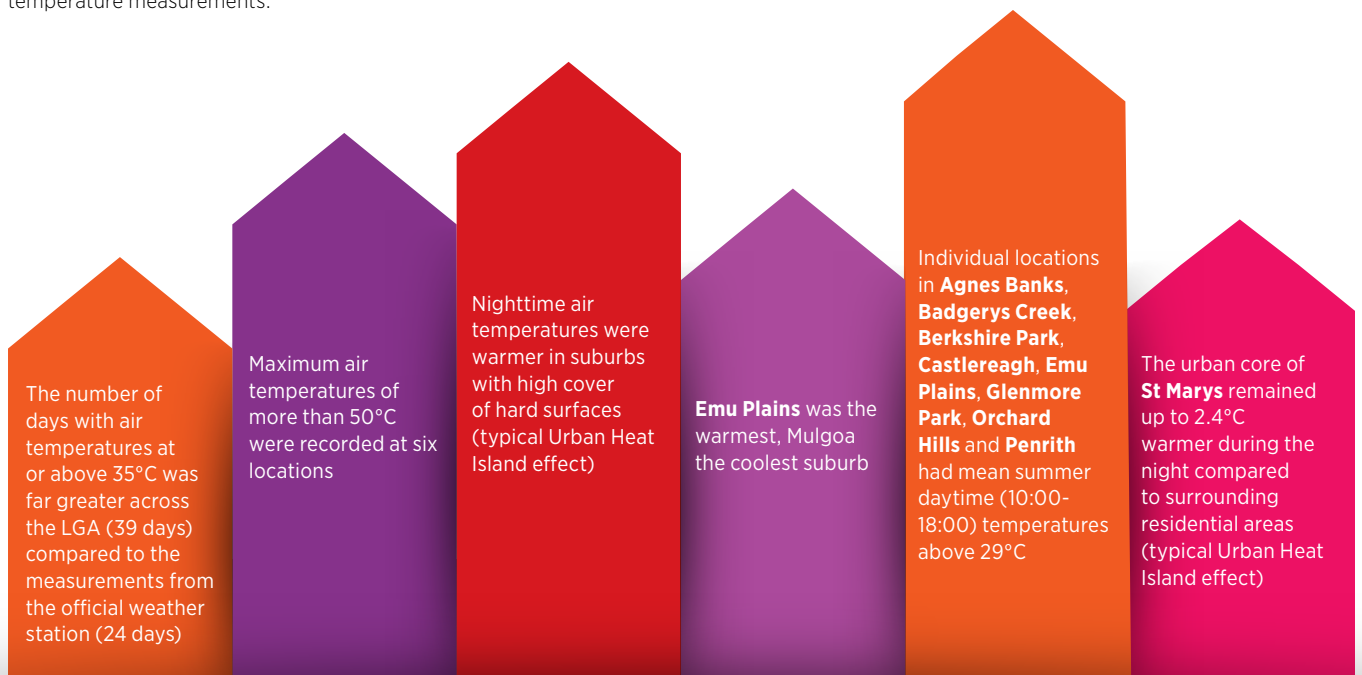 temperature measurements.
The number of
days with air
temperatures at
or above 35°C was
far greater across
the LGA (39 days)
compared to the
measurements from
the official weather
station (24 days)
Maximum air
temperatures of
more than 50°C
were recorded at six
locations
Nighttime air
temperatures were
warmer in suburbs
with high cover
of hard surfaces
(typical Urban Heat
Island effect)
Emu Plains was the
warmest, Mulgoa
the coolest suburb
Individual locations
in Agnes Banks,
Badgerys Creek,
Berkshire Park,
Castlereagh, Emu
Plains, Glenmore
Park, Orchard
Hills and Penrith
had mean summer
daytime (10:00-
18:00) temperatures
above 29°C
The urban core of
St Marys remained
up to 2.4°C
warmer during the
night compared
to surrounding
residential areas
(typical Urban Heat
Island effect)